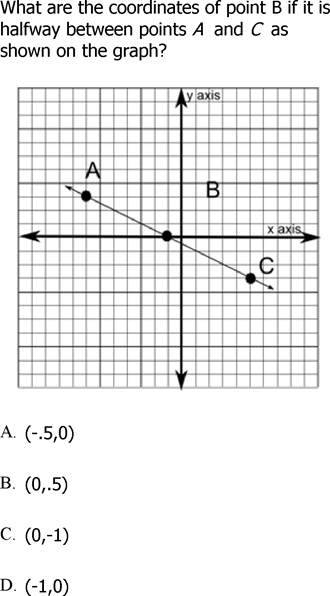 What are the coordinates of point B if it is
halfway between points A and C as
shown on the graph?
y axis
A
B
x axis
C
A. (-.5,0)
B. (0,.5)
C. (0,-1)
D. (-1,0)